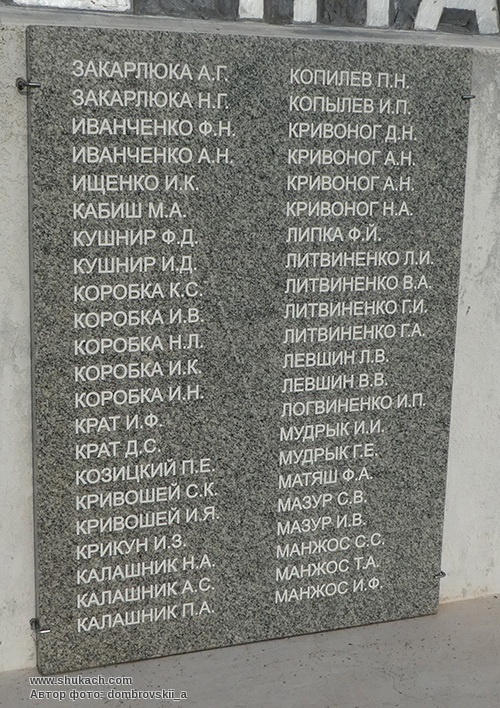 ЗАКАРЛЮКА А.Г.
ЗАКАРЛЮКА Н.Г.
ИВАНЧЕНКО Ф.Н.
ИВАНЧЕНКО А.Н.
ИЩЕНКО И.К.
КАБИШ М.А.
КУШНИР Ф.Д.
КУШНИР И.Д.
КОРОБКА К.С.
КОРОБКА И.В.
КОРОБКА Н.Л.
КОРОБКА И.К.
КОРОБКА И.Н.
КРАТ И.Ф.
КРАТ Д.С.
КОЗИЦКИЙ П.Е.
КРИВОШЕЙ С.К.
КРИВОШЕЙ И.Я.
КРИКУН И.З.
КАЛАШНИК Н.А.
КАЛАШНИК А.С.
КАЛАШНИК П.А.
КОПИЛЕВ П.Н.
КОПЫЛЕВ И.П.
КРИВОНОГ Д.Н.
КРИВОНОГ А.Н.
КРИВОНОГ А.Н.
КРИВОНОГ Н.А.
ЛИПКА Ф.Й.
ЛИТВИНЕНКО Л.И.
ЛИТВИНЕНКО В.А.
ЛИТВИНЕНКО Г.И.
ЛИТВИНЕНКО Г.А.
ЛЕВШИН Л.В.
ЛЕВШИН В.В.
ЛОГВИНЕНКО И.П.
МУДРЫК И.И.
МУДРЫК Г.Е.
МАТЯШ Ф.А.
МАЗУР С.В.
МАЗУР И.В.
МАНЖОС С.С.
МАНЖОС Т.А.
МАНЖОС И.Ф.
www.shukach.com
Автор фото: dombrovskii_a